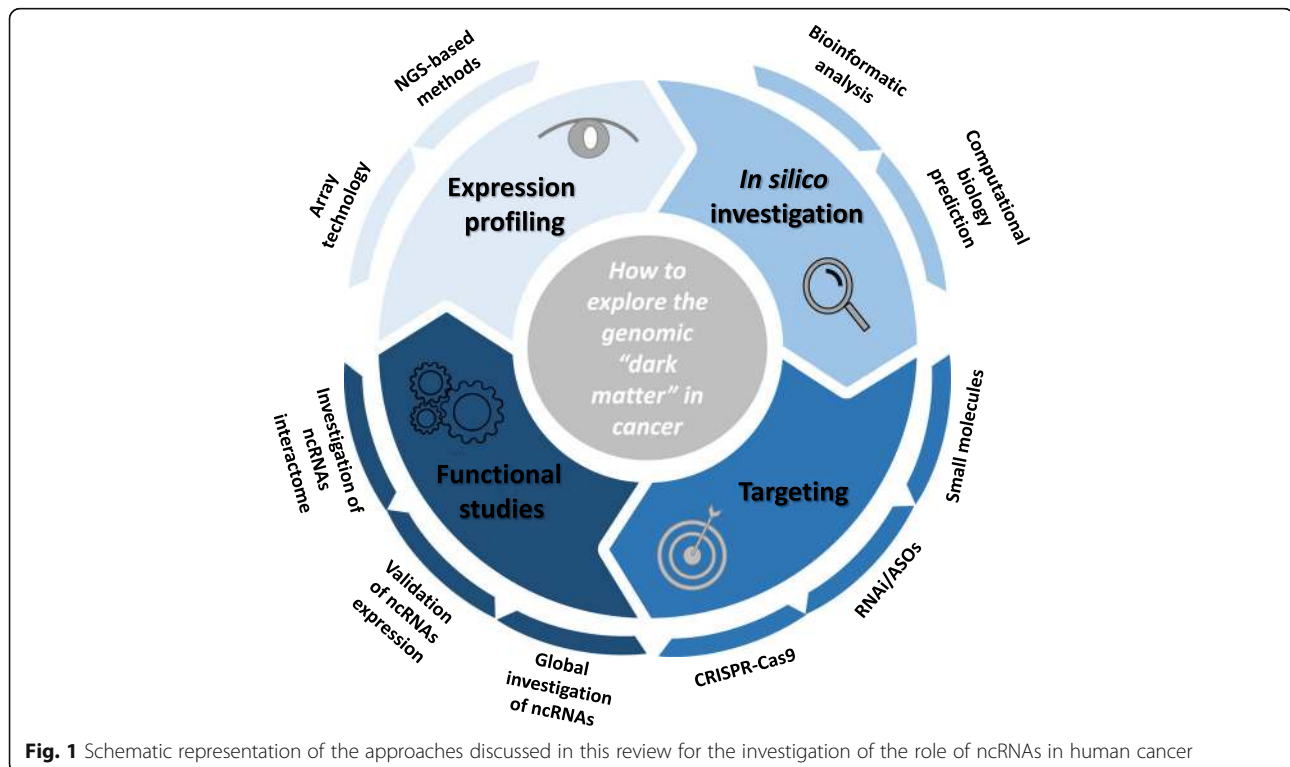 NGS-based
methods
Array
technology
Expression
profiling
Bioinformatic
analysis
Computational
biology
prediction
In silico
investigation
How to
explore the
genomic
“dark
matter” in
cancer
Small molecules
RNAi/ASOs
CRISPR-Cas9
Targeting
Functional
studies
Investigation of
ncRNAs
interactome
Validation
of ncRNAs
expression
Global
investigation
of ncRNAs
Fig. 1 Schematic representation of the approaches discussed in this review for the investigation of the role of ncRNAs in human cancer